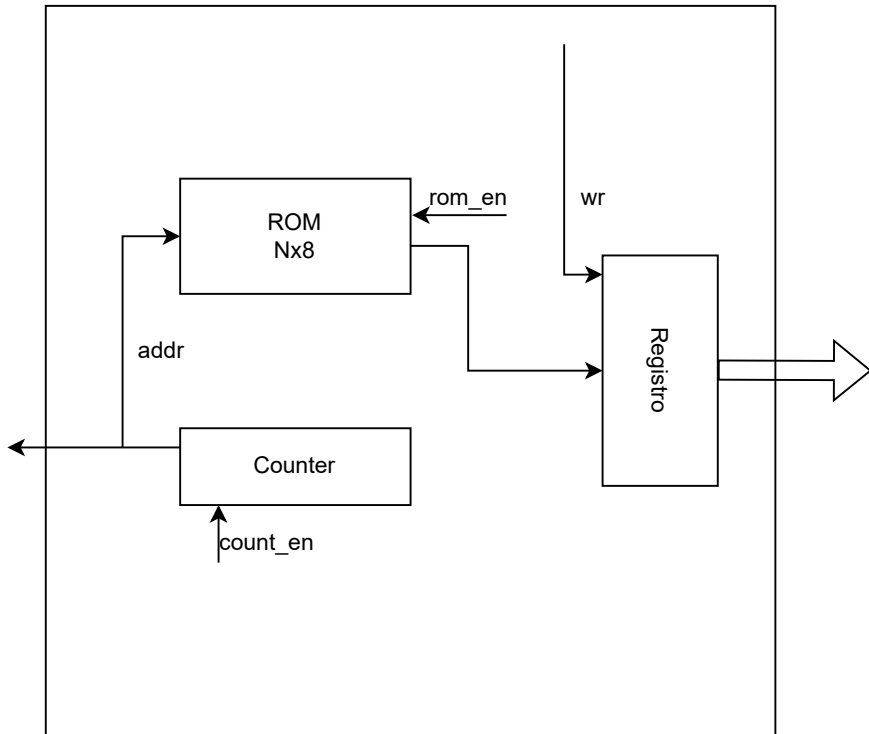 rom_en
wr
ROM
Nx8
addr
Registro
Counter
count_en